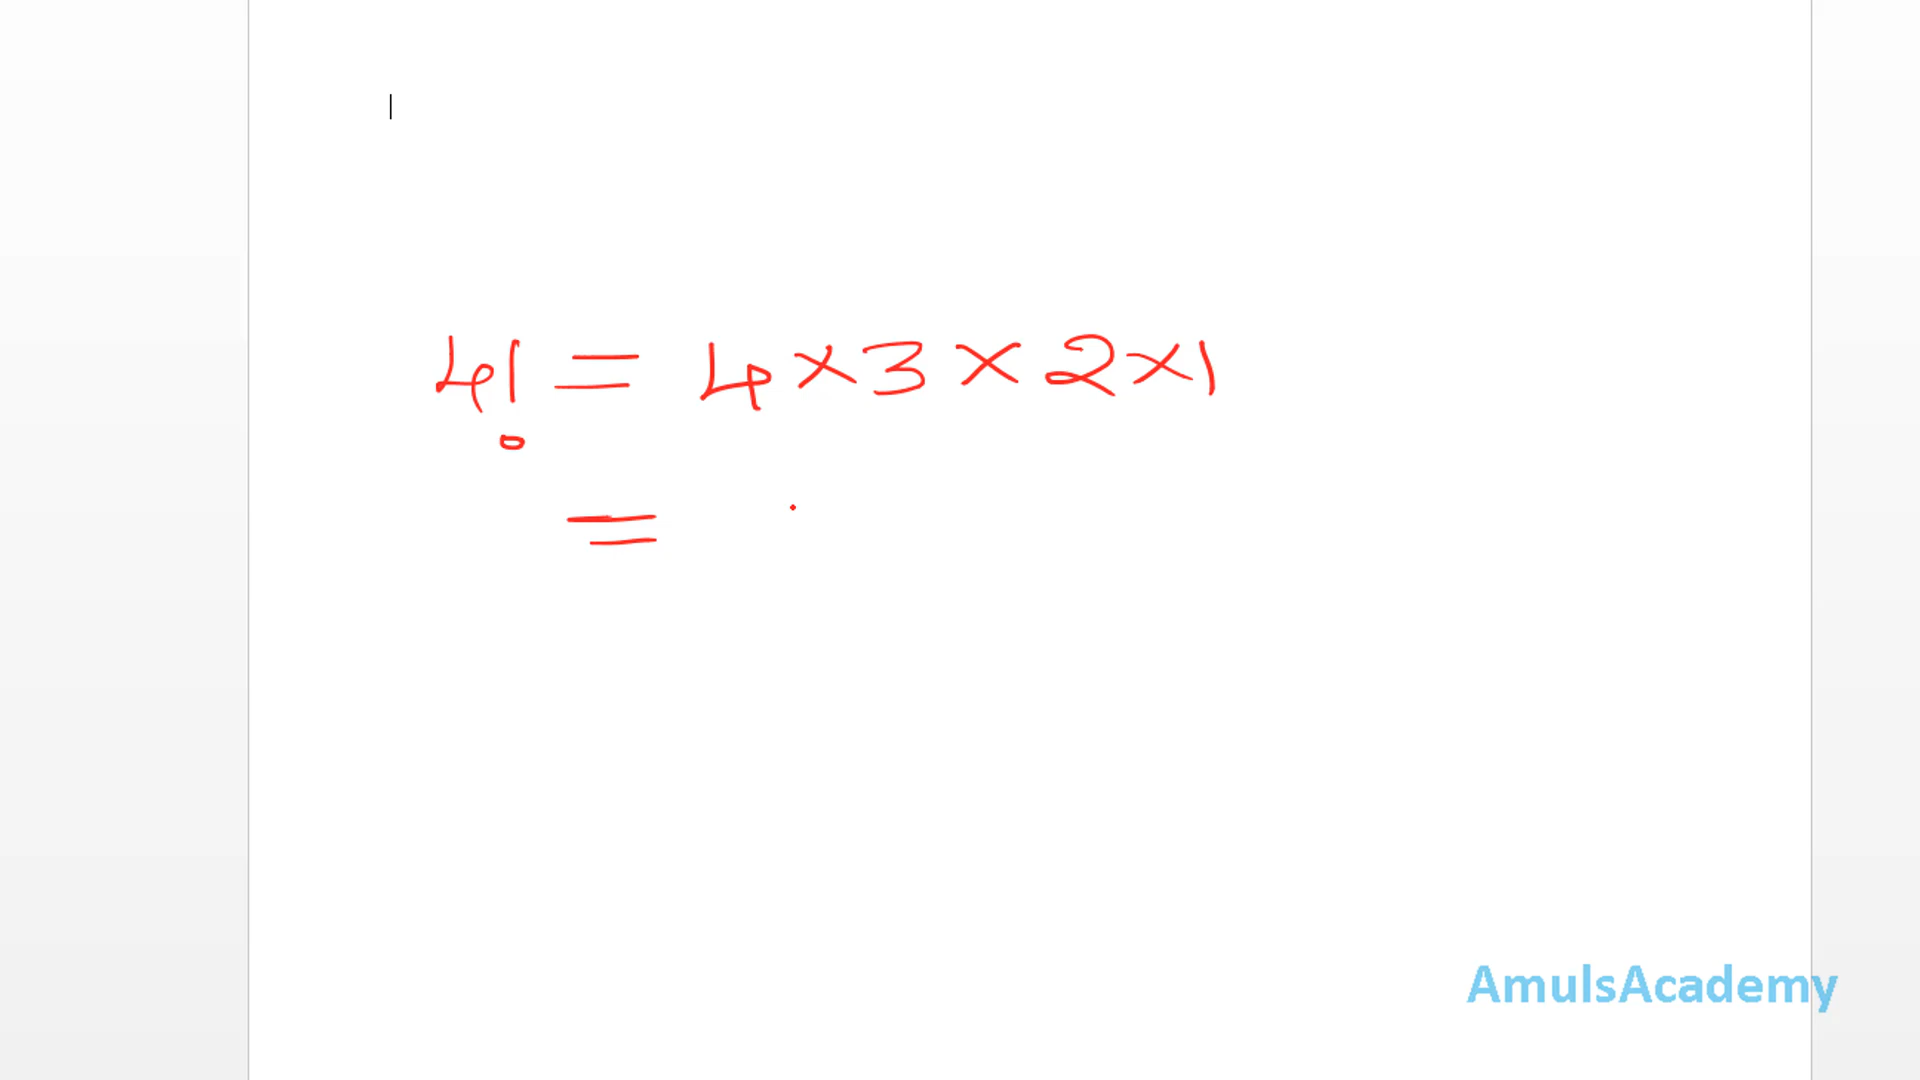 4! = 4 × 3 × 2 × 1
=
AmulsAcademy